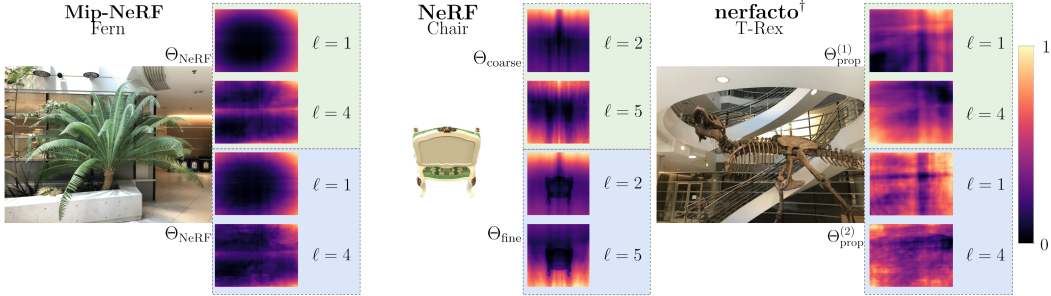 Mip-NeRF
Fern
Θ_NeRF
ℓ = 1
ℓ = 4
ℓ = 1
Θ_NeRF
ℓ = 4
NeRF
Chair
Θ_coarse
ℓ = 2
ℓ = 5
ℓ = 2
Θ_fine
ℓ = 5
nerfacto†
T-Rex
Θ_prop^(1)
ℓ = 1
ℓ = 4
ℓ = 1
Θ_prop^(2)
ℓ = 4
1
0